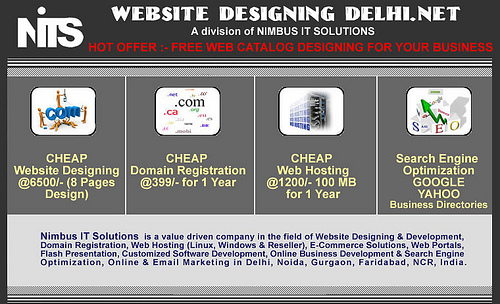 NITS
WEBSITE DESIGNING DELHI.NET
A division of NIMBUS IT SOLUTIONS
HOT OFFER :- FREE WEB CATALOG DESIGNING FOR YOUR BUSINESS
.com
.net
.com
.org
.ca
.mobi
HOSTING
S E O
CHEAP
Website Designing
@6500/- (8 Pages
Design)
CHEAP
Domain Registration
@399/- for 1 Year
CHEAP
Web Hosting
@1200/- 100 MB
for 1 Year
Search Engine
Optimization
GOOGLE
YAHOO
Business Directories
Nimbus IT Solutions is a value driven company in the field of Website Designing & Development,
Domain Registration, Web Hosting (Linux, Windows & Reseller), E-Commerce Solutions, Web Portals,
Flash Presentation, Customized Software Development, Online Business Development & Search Engine
Optimization, Online & Email Marketing in Delhi, Noida, Gurgaon, Faridabad, NCR, India.